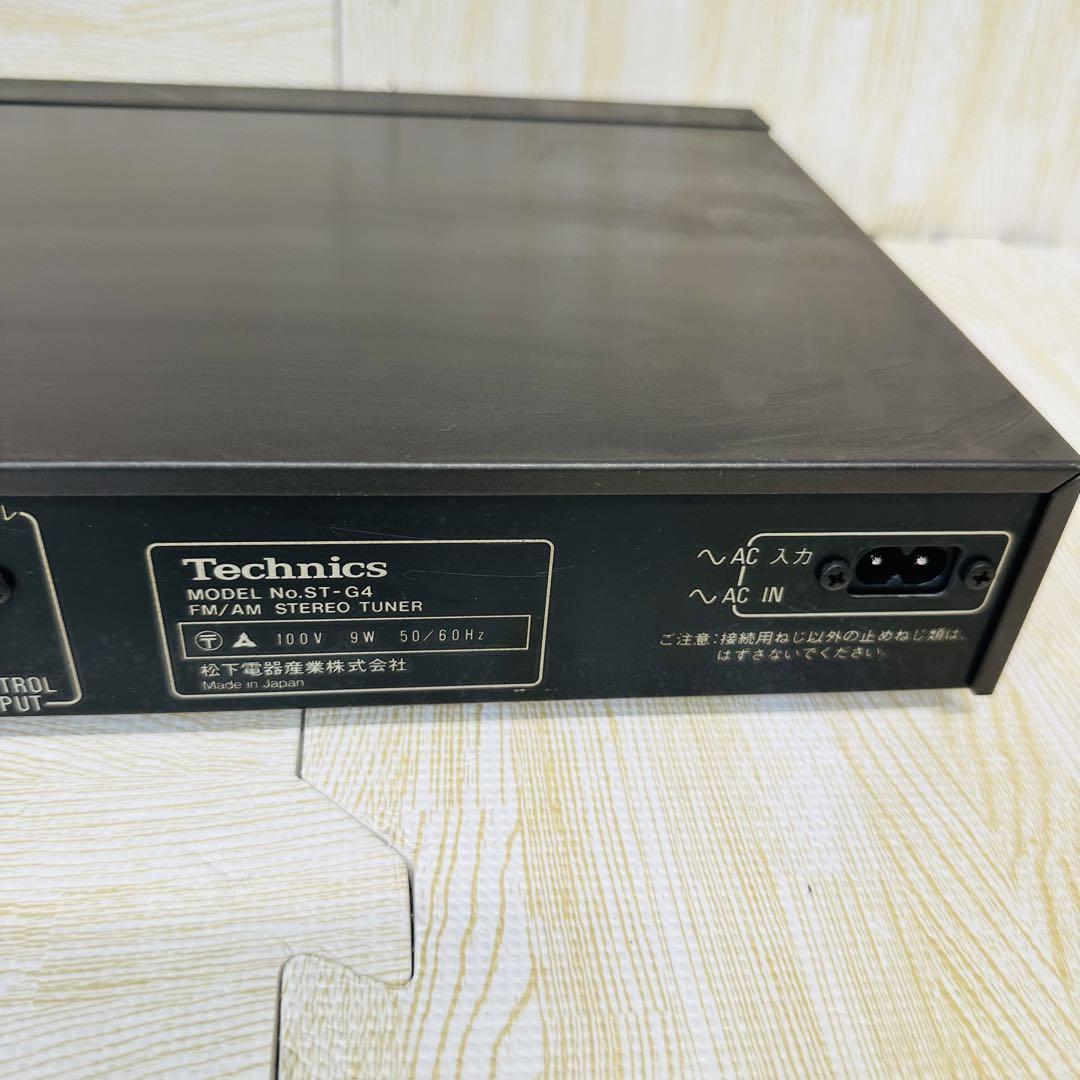 TROL
PUT
Technics
MODEL No.ST-G4
FM/AM STEREO TUNER
100V 9W 50/60Hz
松下電器産業株式会社
Made in Japan
～AC 入力
～AC IN
ご注意:接続用ねじ以外の止めねじ類は、
はずさないでください。